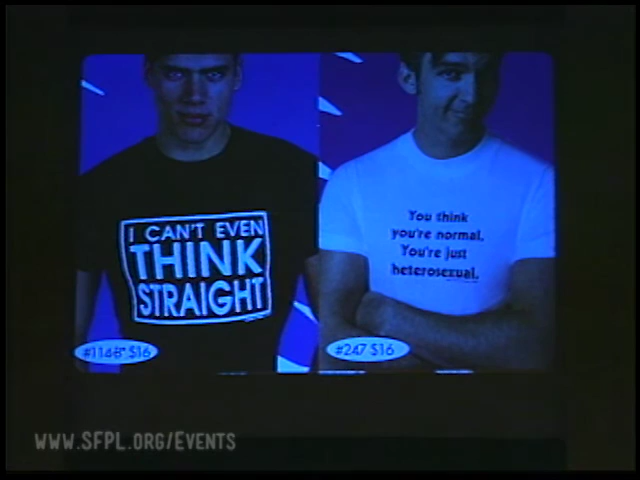 I CAN'T EVEN
THINK
STRAIGHT
You think
you're normal.
You're just
heterosexual.
#114-B* $16
#247 $16
www.SFPL.org/Events